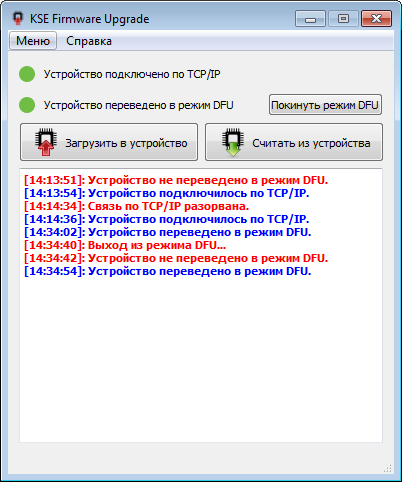 KSE Firmware Upgrade
Меню Справка
Устройство подключено по TCP/IP
Устройство переведено в режим DFU Покинуть режим DFU
Загрузить в устройство Считать из устройства
[14:13:51]: Устройство не переведено в режим DFU.
[14:13:54]: Устройство подключилось по TCP/IP.
[14:14:34]: Связь по TCP/IP разорвана.
[14:14:36]: Устройство подключилось по TCP/IP.
[14:34:02]: Устройство переведено в режим DFU.
[14:34:40]: Выход из режима DFU...
[14:34:42]: Устройство не переведено в режим DFU.
[14:34:54]: Устройство переведено в режим DFU.